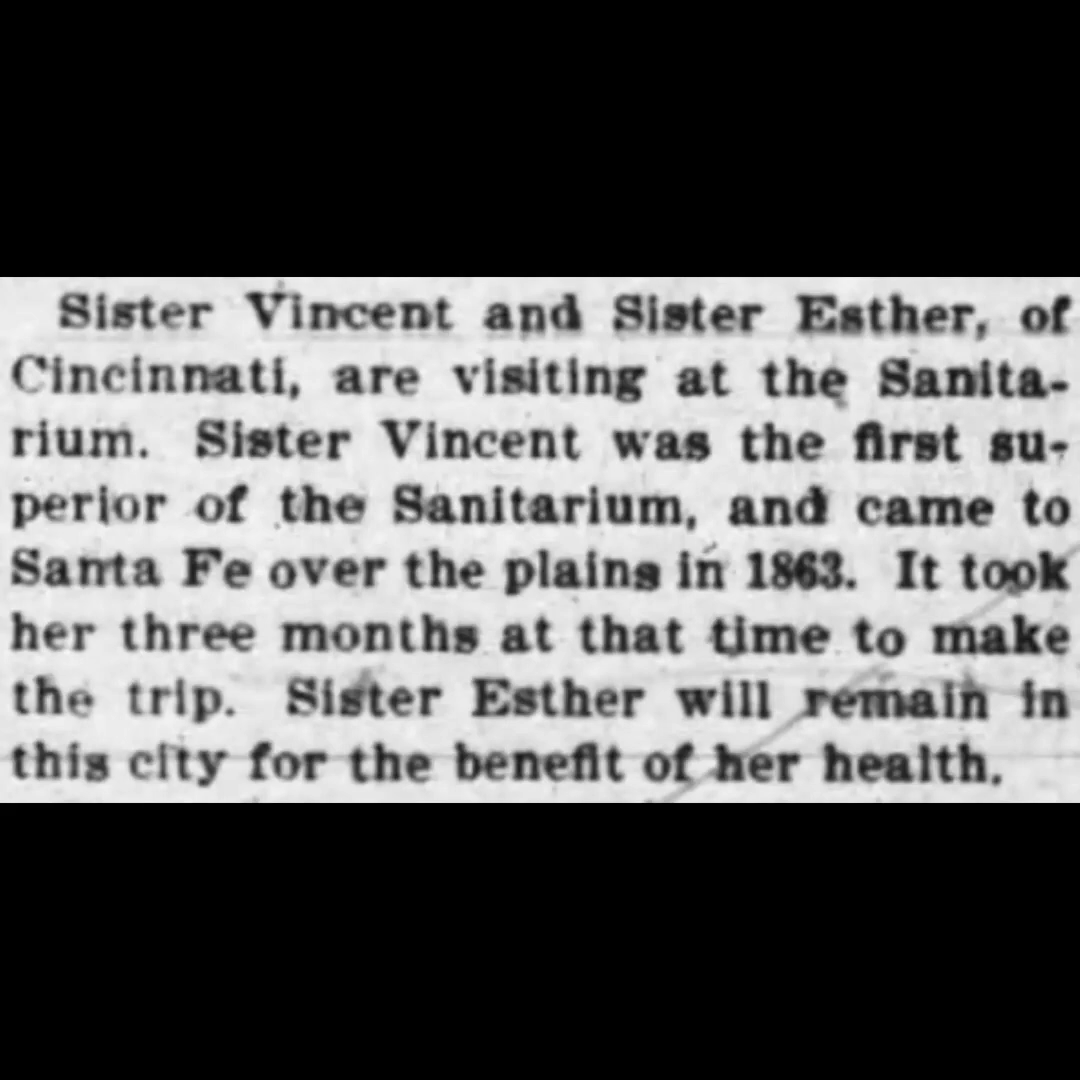 Sister Vincent and Sister Esther, of
Cincinnati, are visiting at the Sanita-
rium. Sister Vincent was the first su-
perior of the Sanitarium, and came to
Santa Fe over the plains in 1863. It took
her three months at that time to make
the trip. Sister Esther will remain in
this city for the benefit of her health.